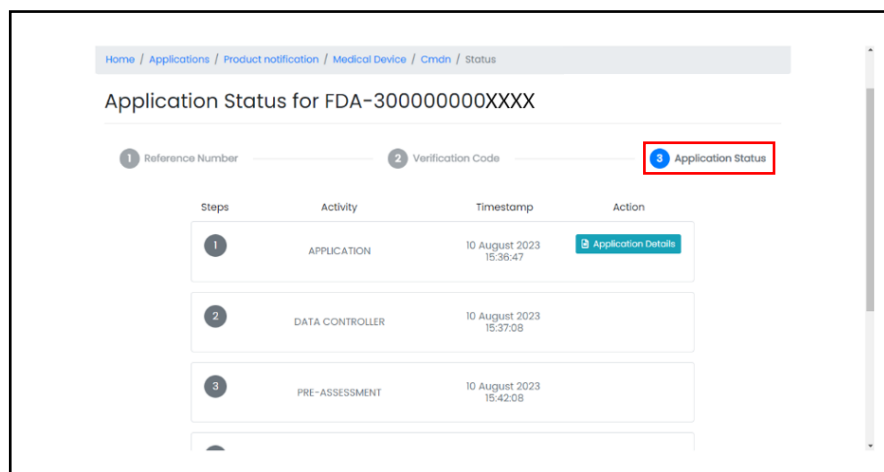 Home / Applications / Product notification / Medical Device / Cmdn / Status
Application Status for FDA-300000000XXXX
1 Reference Number 2 Verification Code 3 Application Status
Steps Activity Timestamp Action
1 APPLICATION 10 August 2023 15:36:47 Application Details
2 DATA CONTROLLER 10 August 2023 15:37:08
3 PRE-ASSESSMENT 10 August 2023 15:42:08